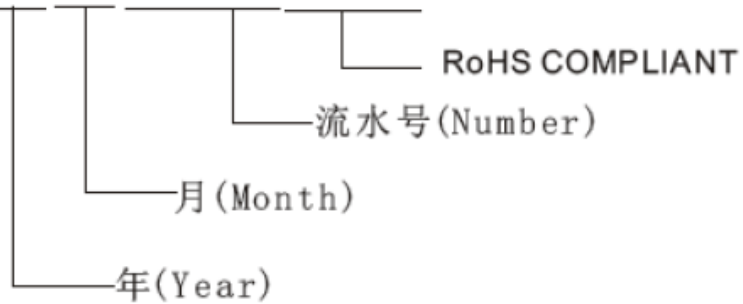 RoHS COMPLIANT
流水号(Number)
月(Month)
年(Year)